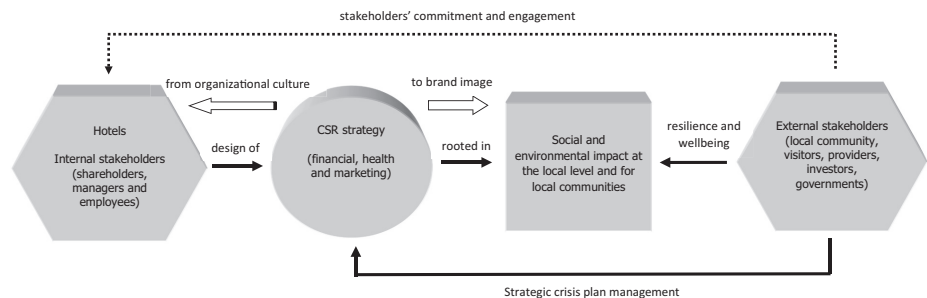 stakeholders' commitment and engagement
from organizational culture
to brand image
Hotels
Internal stakeholders
(shareholders,
managers and
employees)
design of
CSR strategy
(financial, health
and marketing)
rooted in
Social and
environmental impact at
the local level and for
local communities
resilience and
wellbeing
External stakeholders
(local community,
visitors, providers,
investors,
governments)
Strategic crisis plan management